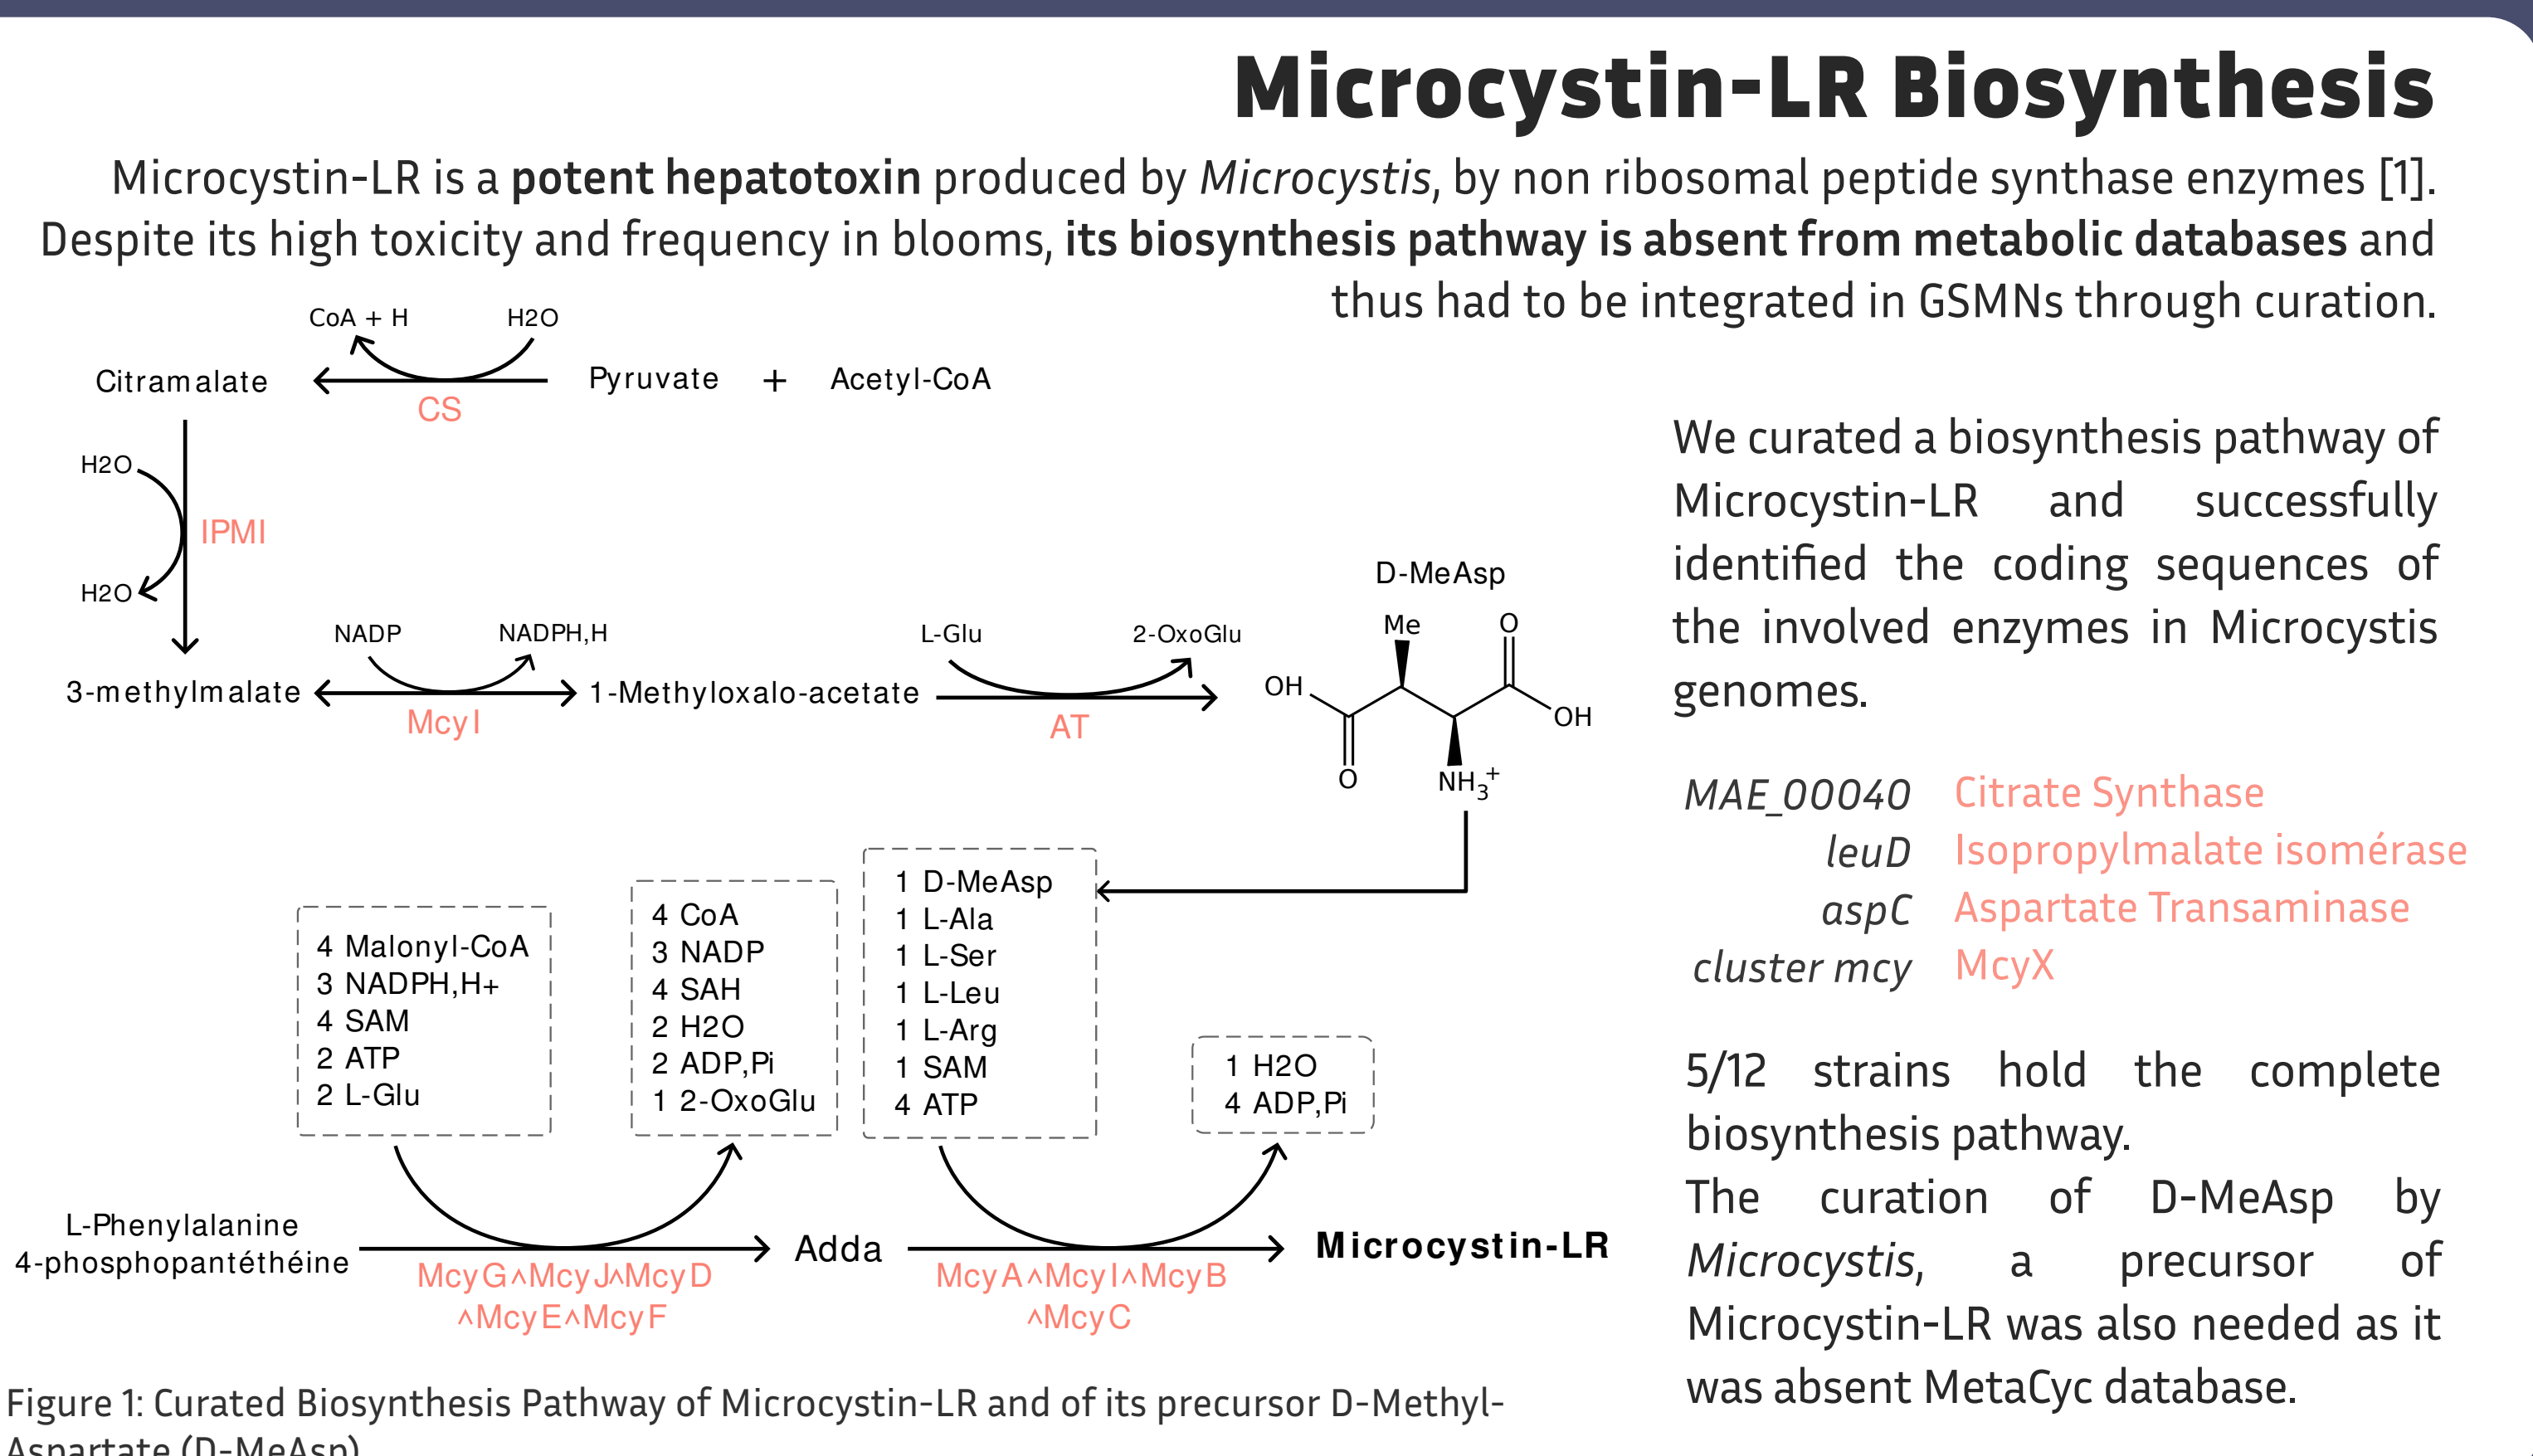 Microcystin-LR Biosynthesis
Microcystin-LR is a potent hepatotoxin produced by Microcystis, by non ribosomal peptide synthase enzymes [1].
Despite its high toxicity and frequency in blooms, its biosynthesis pathway is absent from metabolic databases and
thus had to be integrated in GSMNs through curation.
CoA + H
H2O
Citramalate
Pyruvate + Acetyl-CoA
CS
H2O
IPMI
H2O
NADP
NADPH,H
L-Glu
2-OxoGlu
3-methylmalate
1-Methyloxalo-acetate
McyI
AT
D-MeAsp
Me
O
OH
OH
O
NH3+
4 Malonyl-CoA
3 NADPH,H+
4 SAM
2 ATP
2 L-Glu
4 CoA
3 NADP
4 SAH
2 H2O
2 ADP,Pi
1 2-OxoGlu
1 D-MeAsp
1 L-Ala
1 L-Ser
1 L-Leu
1 L-Arg
1 SAM
4 ATP
1 H2O
4 ADP,Pi
L-Phenylalanine
4-phosphopantéthéine
Adda
Microcystin-LR
McyG^McyJ^McyD
^McyE^McyF
McyA^McyI^McyB
^McyC
Figure 1: Curated Biosynthesis Pathway of Microcystin-LR and of its precursor D-Methyl-
Aspartate (D-MeAsp)
We curated a biosynthesis pathway of
Microcystin-LR and successfully
identified the coding sequences of
the involved enzymes in Microcystis
genomes.
MAE_00040 Citrate Synthase
leuD Isopropylmalate isomérase
aspC Aspartate Transaminase
cluster mcy McyX
5/12 strains hold the complete
biosynthesis pathway.
The curation of D-MeAsp by
Microcystis, a precursor of
Microcystin-LR was also needed as it
was absent MetaCyc database.